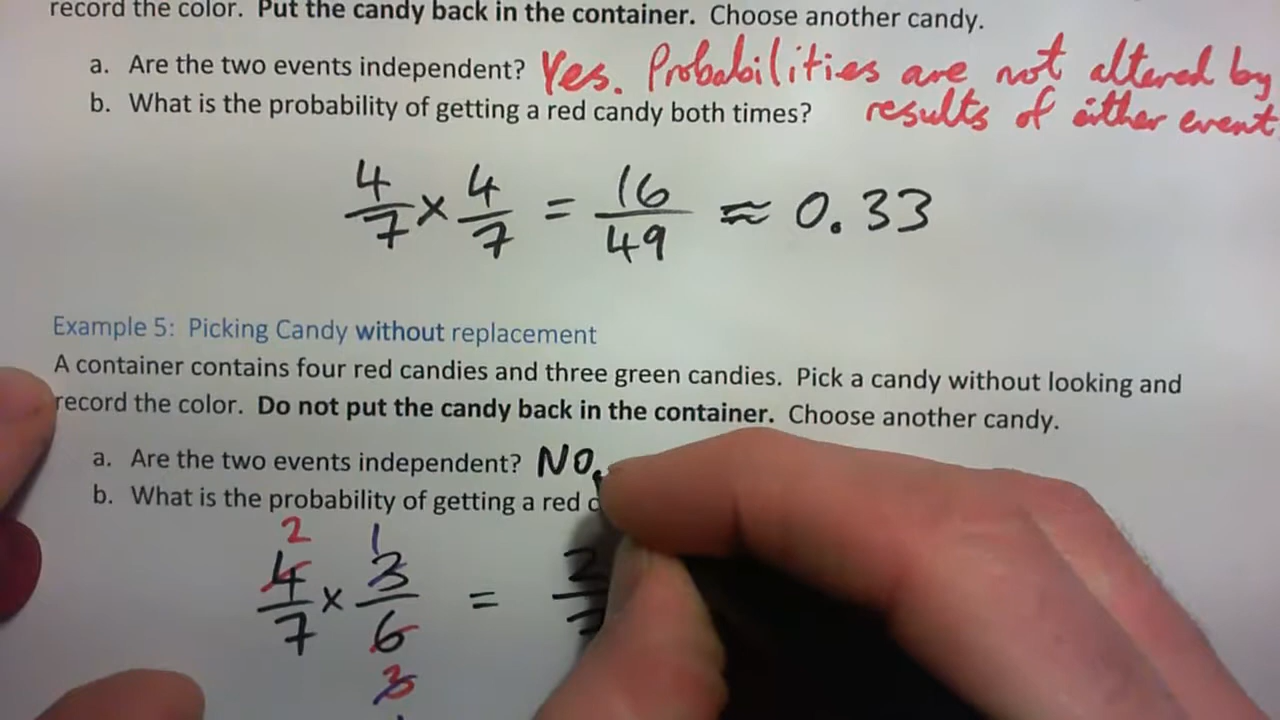 record the color. Put the candy back in the container. Choose another candy.
a. Are the two events independent? Yes. Probabilities are not altered by
b. What is the probability of getting a red candy both times? results of either event.
4/7 × 4/7 = 16/49 ≈ 0.33
Example 5: Picking Candy without replacement
A container contains four red candies and three green candies. Pick a candy without looking and
record the color. Do not put the candy back in the container. Choose another candy.
a. Are the two events independent? NO.
b. What is the probability of getting a red
2 1
4/7 × 3/6 = 2
3